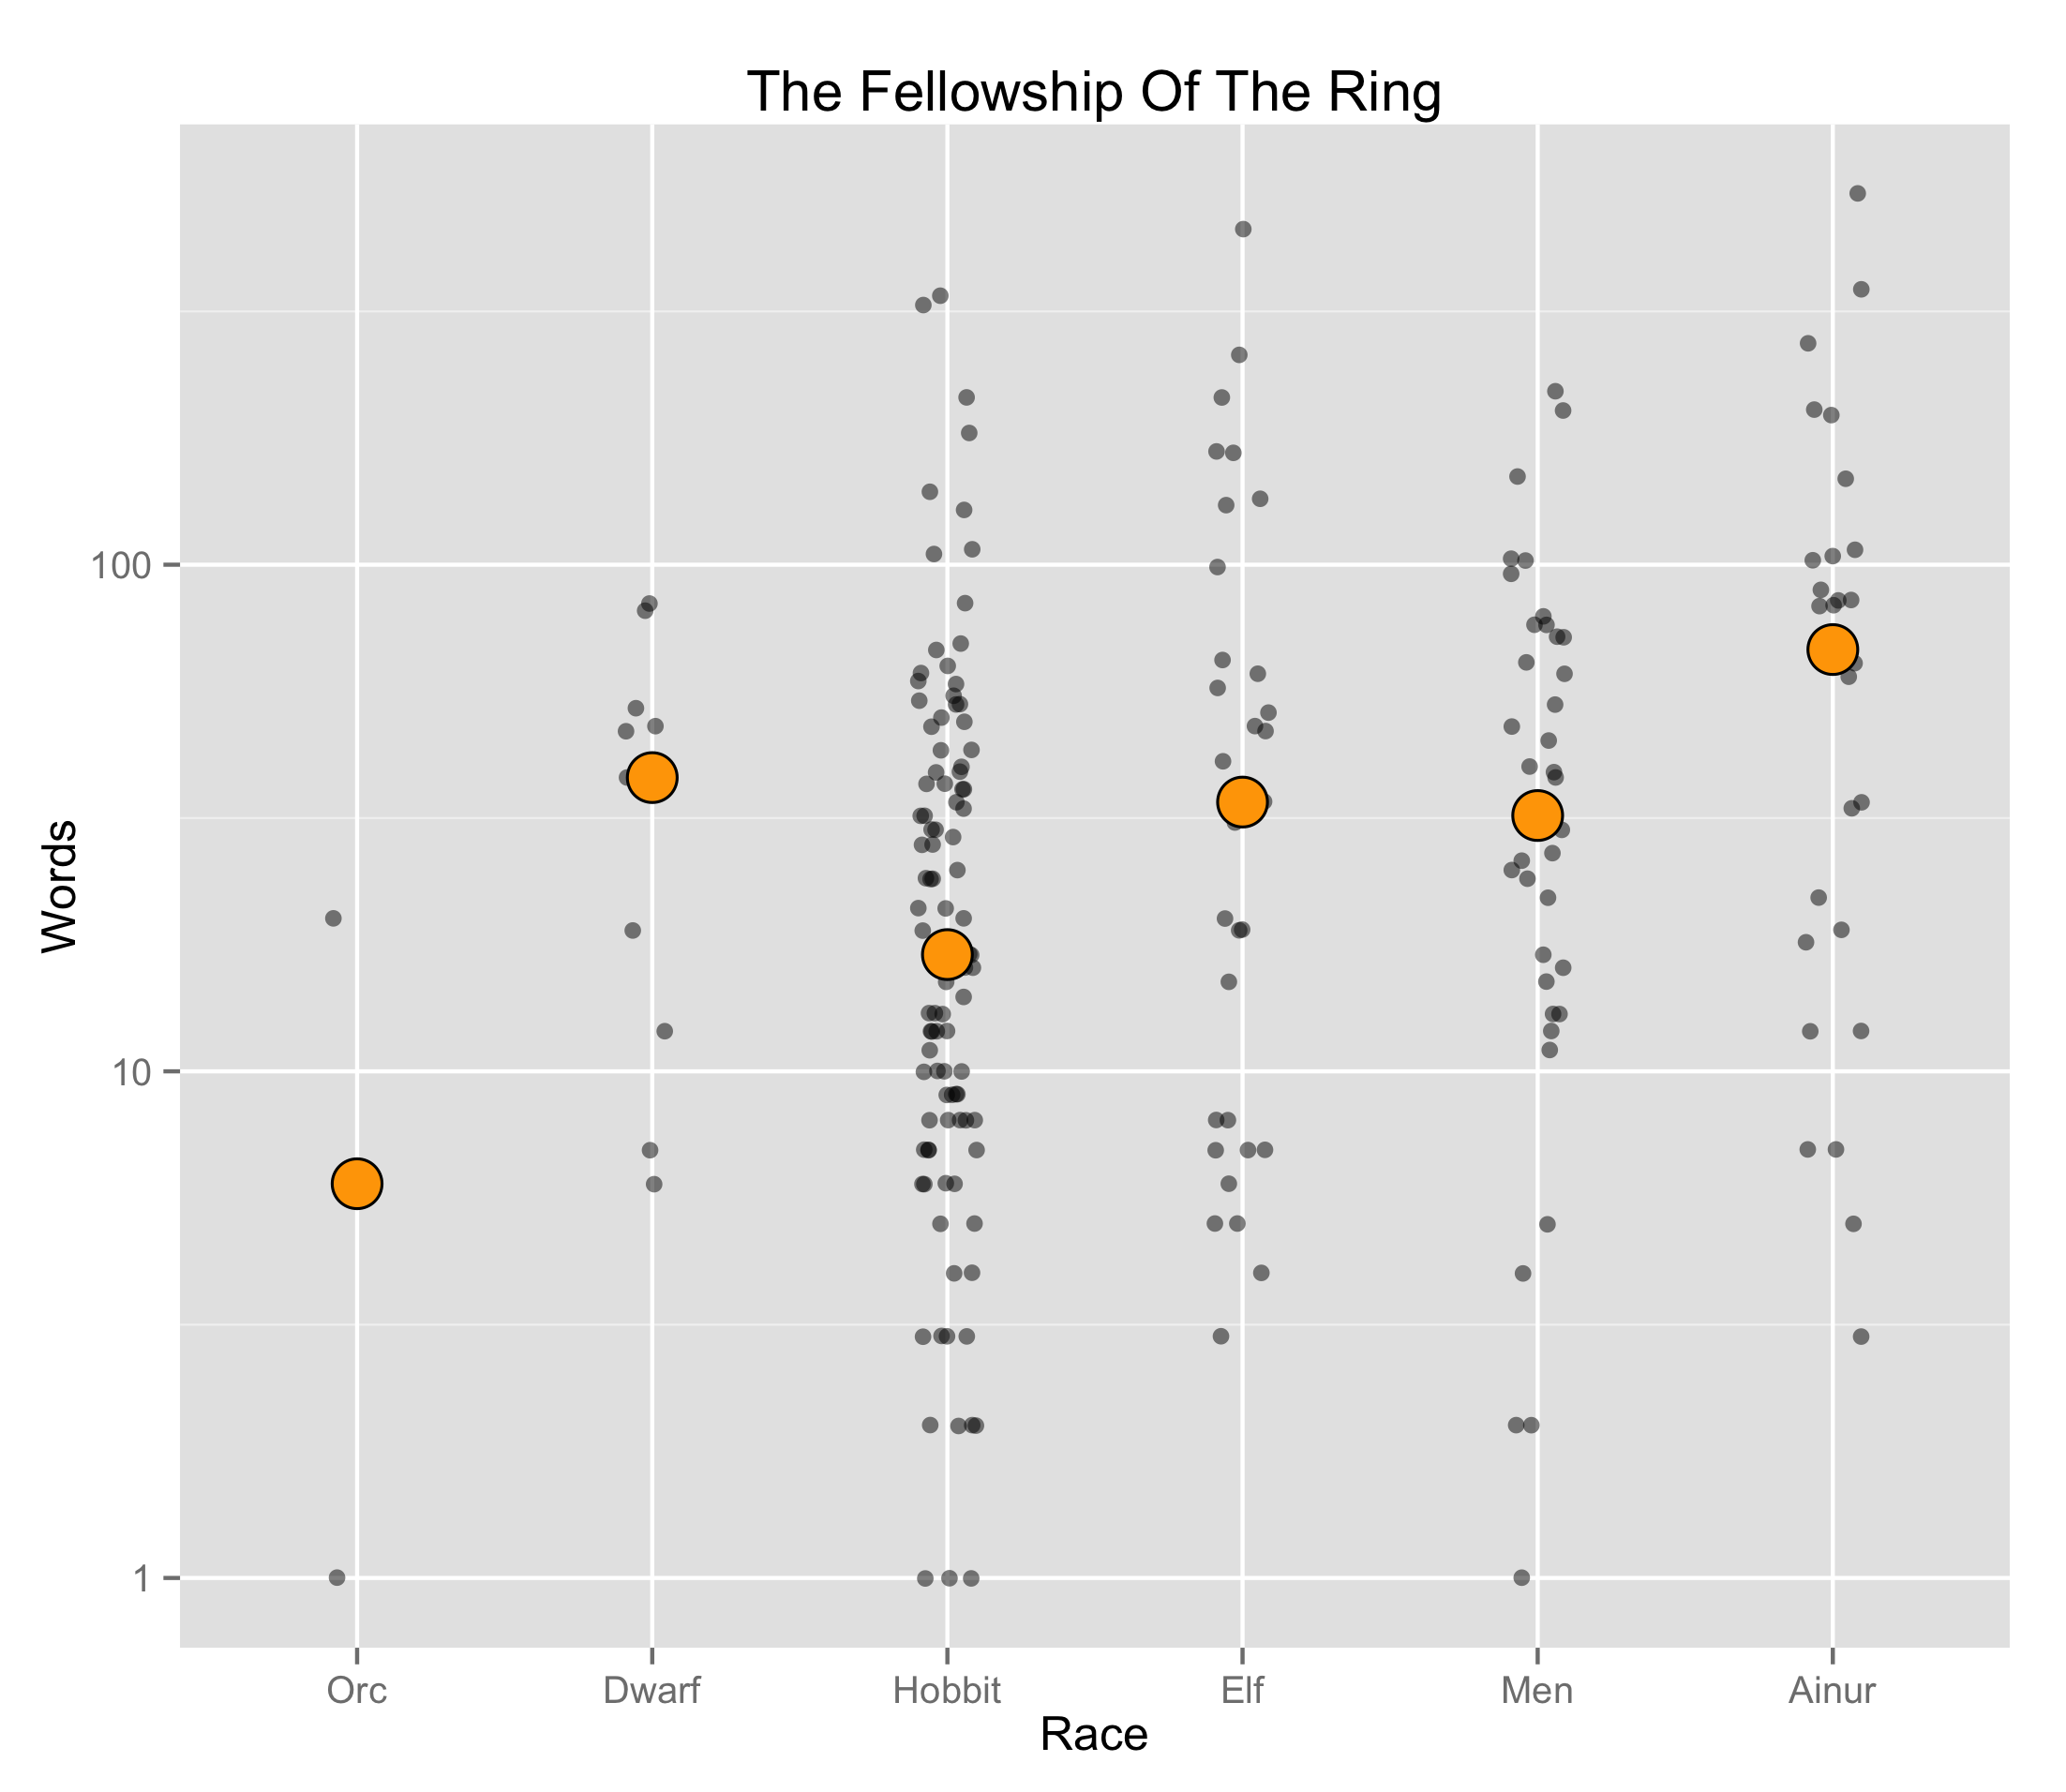 The Fellowship Of The Ring
Words
100
10
1
Orc Dwarf Hobbit Elf Men Ainur
Race